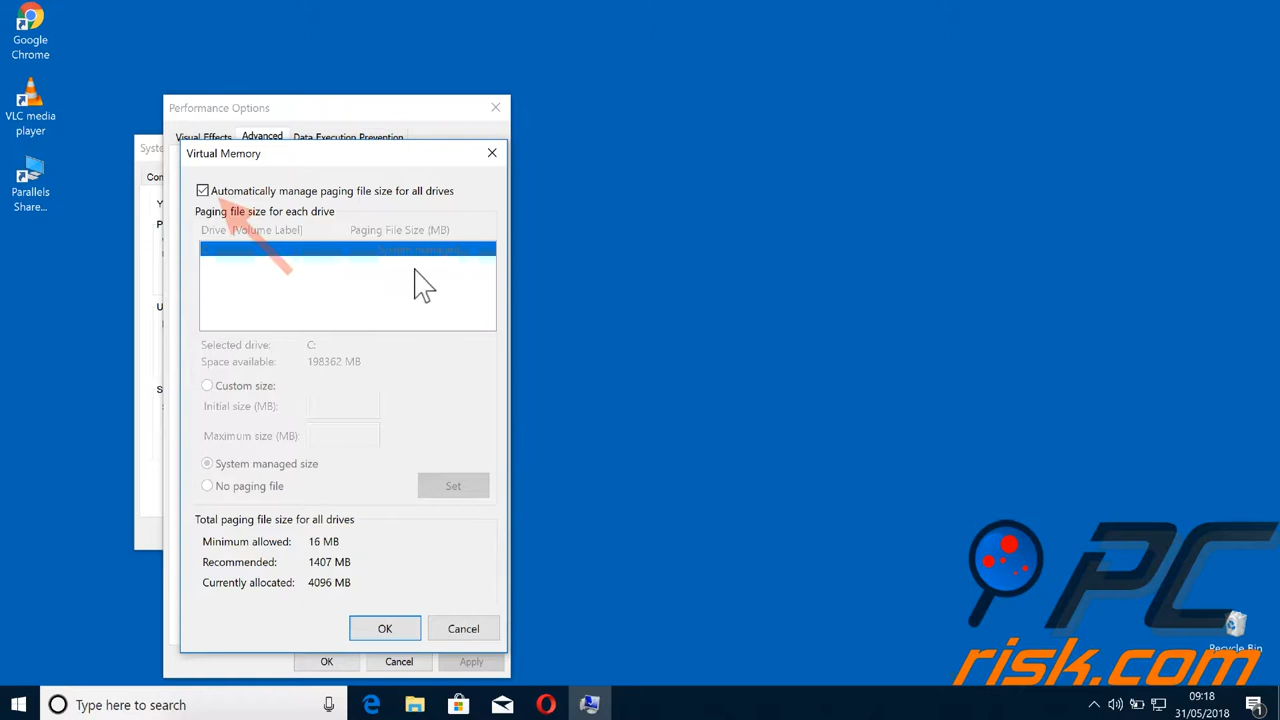 Google
Chrome
VLC media
player
Parallels
Share...
Performance Options
Visual Effects
Advanced
Data Execution Prevention
Virtual Memory
Automatically manage paging file size for all drives
Paging file size for each drive
Drive [Volume Label]
Paging File Size (MB)
System managed
Selected drive: C:
Space available: 198362 MB
Custom size:
Initial size (MB):
Maximum size (MB):
System managed size
No paging file
Set
Total paging file size for all drives
Minimum allowed: 16 MB
Recommended: 1407 MB
Currently allocated: 4096 MB
OK
Cancel
OK
Cancel
Apply
PC
risk.com
Recycle Bin
Type here to search
09:18
31/05/2018
1